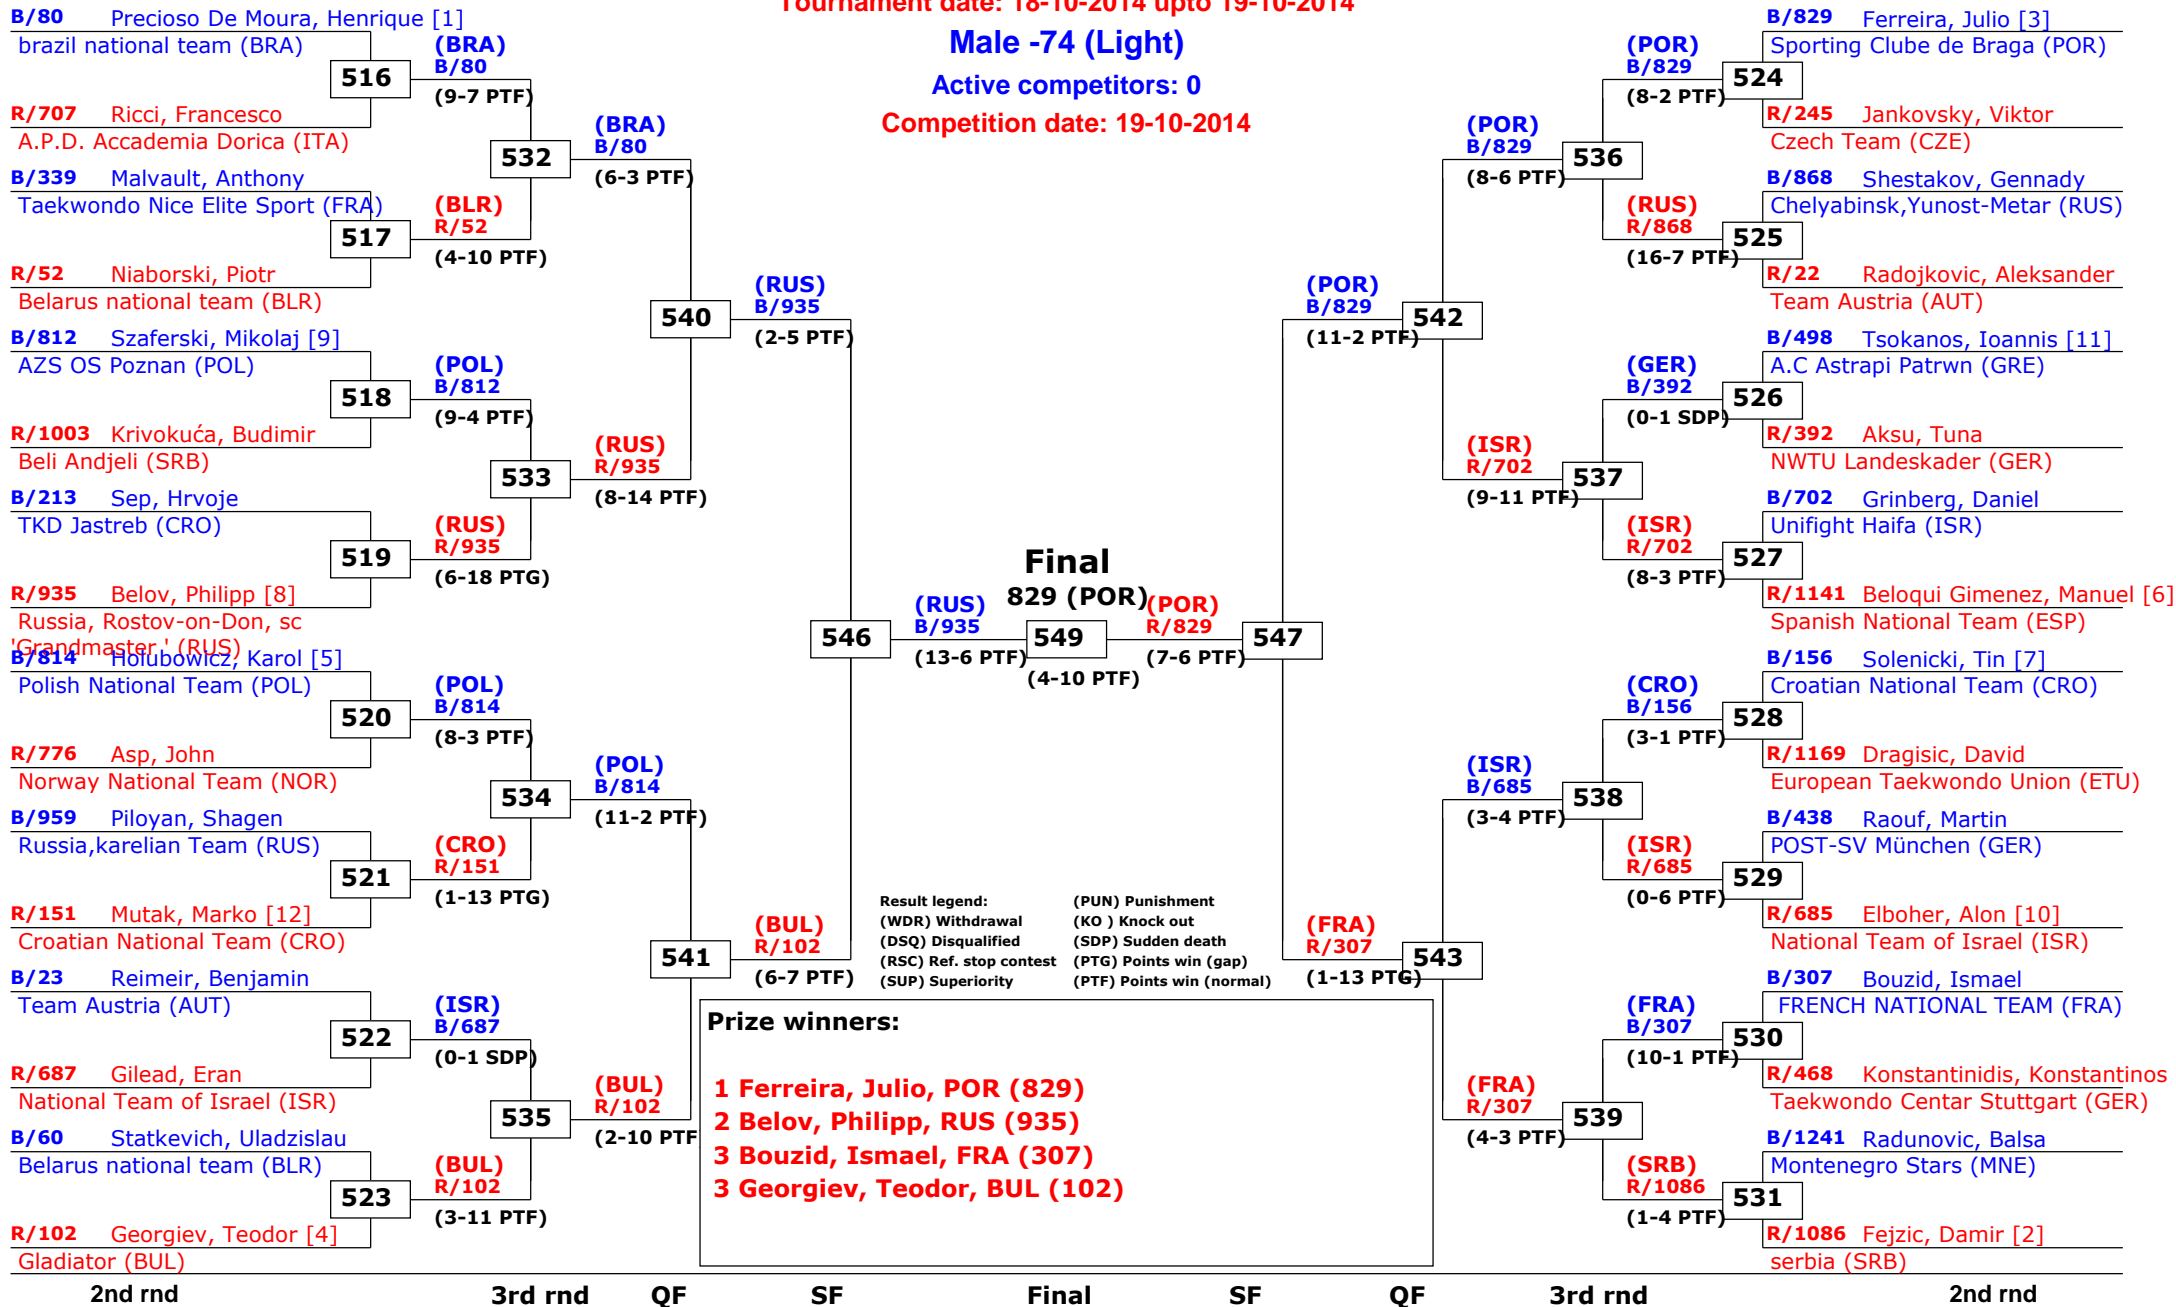 Tournament date: 18-10-2014 upto 19-10-2014
Male -74 (Light)
Active competitors: 0
Competition date: 19-10-2014
B/80 Precioso De Moura, Henrique [1]
brazil national team (BRA)
516
R/707 Ricci, Francesco
A.P.D. Accademia Dorica (ITA)
B/339 Malvault, Anthony
Taekwondo Nice Elite Sport (FRA)
517
R/52 Niaborski, Piotr
Belarus national team (BLR)
B/812 Szaferski, Mikolaj [9]
AZS OS Poznan (POL)
518
R/1003 Krivokuća, Budimir
Beli Andjeli (SRB)
B/213 Sep, Hrvoje
TKD Jastreb (CRO)
519
R/935 Belov, Philipp [8]
Russia, Rostov-on-Don, sc
'Grandmaster ' (RUS)
B/814 Holubowicz, Karol [5]
Polish National Team (POL)
520
R/776 Asp, John
Norway National Team (NOR)
B/959 Piloyan, Shagen
Russia,karelian Team (RUS)
521
R/151 Mutak, Marko [12]
Croatian National Team (CRO)
B/23 Reimeir, Benjamin
Team Austria (AUT)
522
R/687 Gilead, Eran
National Team of Israel (ISR)
B/60 Statkevich, Uladzislau
Belarus national team (BLR)
523
R/102 Georgiev, Teodor [4]
Gladiator (BUL)
(BRA)
B/80
(9-7 PTF)
532
(BLR)
R/52
(4-10 PTF)
(POL)
B/812
(9-4 PTF)
533
(RUS)
R/935
(6-18 PTG)
(POL)
B/814
(8-3 PTF)
534
(CRO)
R/151
(1-13 PTG)
(ISR)
B/687
(0-1 SDP)
535
(BUL)
R/102
(3-11 PTF)
(BRA)
B/80
(6-3 PTF)
540
(RUS)
R/935
(8-14 PTF)
(POL)
B/814
(11-2 PTF)
541
(BUL)
R/102
(2-10 PTF
(RUS)
B/935
(2-5 PTF)
546
(BUL)
R/102
(6-7 PTF)
(RUS)
B/935
(13-6 PTF)
Final
829 (POR)
549
(4-10 PTF)
(POR)
R/829
(7-6 PTF)
547
(POR)
B/829
(11-2 PTF)
542
(FRA)
R/307
(1-13 PTG)
543
(POR)
B/829
(8-6 PTF)
536
(ISR)
R/702
(9-11 PTF)
537
(ISR)
B/685
(3-4 PTF)
538
(FRA)
R/307
(4-3 PTF)
539
(POR)
B/829
(8-2 PTF)
524
(RUS)
R/868
(16-7 PTF)
525
(GER)
B/392
(0-1 SDP)
526
(ISR)
R/702
(8-3 PTF)
527
(CRO)
B/156
(3-1 PTF)
528
(ISR)
R/685
(0-6 PTF)
529
(FRA)
B/307
(10-1 PTF)
530
(SRB)
R/1086
(1-4 PTF)
531
B/829 Ferreira, Julio [3]
Sporting Clube de Braga (POR)
R/245 Jankovsky, Viktor
Czech Team (CZE)
B/868 Shestakov, Gennady
Chelyabinsk,Yunost-Metar (RUS)
R/22 Radojkovic, Aleksander
Team Austria (AUT)
B/498 Tsokanos, Ioannis [11]
A.C Astrapi Patrwn (GRE)
R/392 Aksu, Tuna
NWTU Landeskader (GER)
B/702 Grinberg, Daniel
Unifight Haifa (ISR)
R/1141 Beloqui Gimenez, Manuel [6]
Spanish National Team (ESP)
B/156 Solenicki, Tin [7]
Croatian National Team (CRO)
R/1169 Dragisic, David
European Taekwondo Union (ETU)
B/438 Raouf, Martin
POST-SV München (GER)
R/685 Elboher, Alon [10]
National Team of Israel (ISR)
B/307 Bouzid, Ismael
FRENCH NATIONAL TEAM (FRA)
R/468 Konstantinidis, Konstantinos
Taekwondo Centar Stuttgart (GER)
B/1241 Radunovic, Balsa
Montenegro Stars (MNE)
R/1086 Fejzic, Damir [2]
serbia (SRB)
Result legend: (PUN) Punishment
(WDR) Withdrawal (KO ) Knock out
(DSQ) Disqualified (SDP) Sudden death
(RSC) Ref. stop contest (PTG) Points win (gap)
(SUP) Superiority (PTF) Points win (normal)
Prize winners:
1 Ferreira, Julio, POR (829)
2 Belov, Philipp, RUS (935)
3 Bouzid, Ismael, FRA (307)
3 Georgiev, Teodor, BUL (102)
2nd rnd 3rd rnd QF SF Final SF QF 3rd rnd 2nd rnd